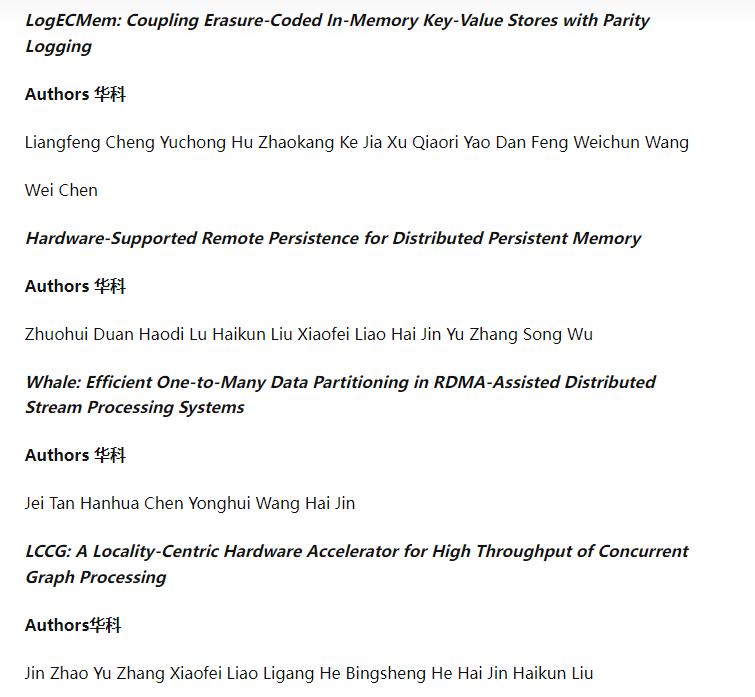 LogECMem: Coupling Erasure-Coded In-Memory Key-Value Stores with Parity
Logging
Authors 华科
Liangfeng Cheng Yuchong Hu Zhaokang Ke Jia Xu Qiaori Yao Dan Feng Weichun Wang
Wei Chen
Hardware-Supported Remote Persistence for Distributed Persistent Memory
Authors 华科
Zhuohui Duan Haodi Lu Haikun Liu Xiaofei Liao Hai Jin Yu Zhang Song Wu
Whale: Efficient One-to-Many Data Partitioning in RDMA-Assisted Distributed
Stream Processing Systems
Authors 华科
Jei Tan Hanhua Chen Yonghui Wang Hai Jin
LCCG: A Locality-Centric Hardware Accelerator for High Throughput of Concurrent
Graph Processing
Authors华科
Jin Zhao Yu Zhang Xiaofei Liao Ligang He Bingsheng He Hai Jin Haikun Liu